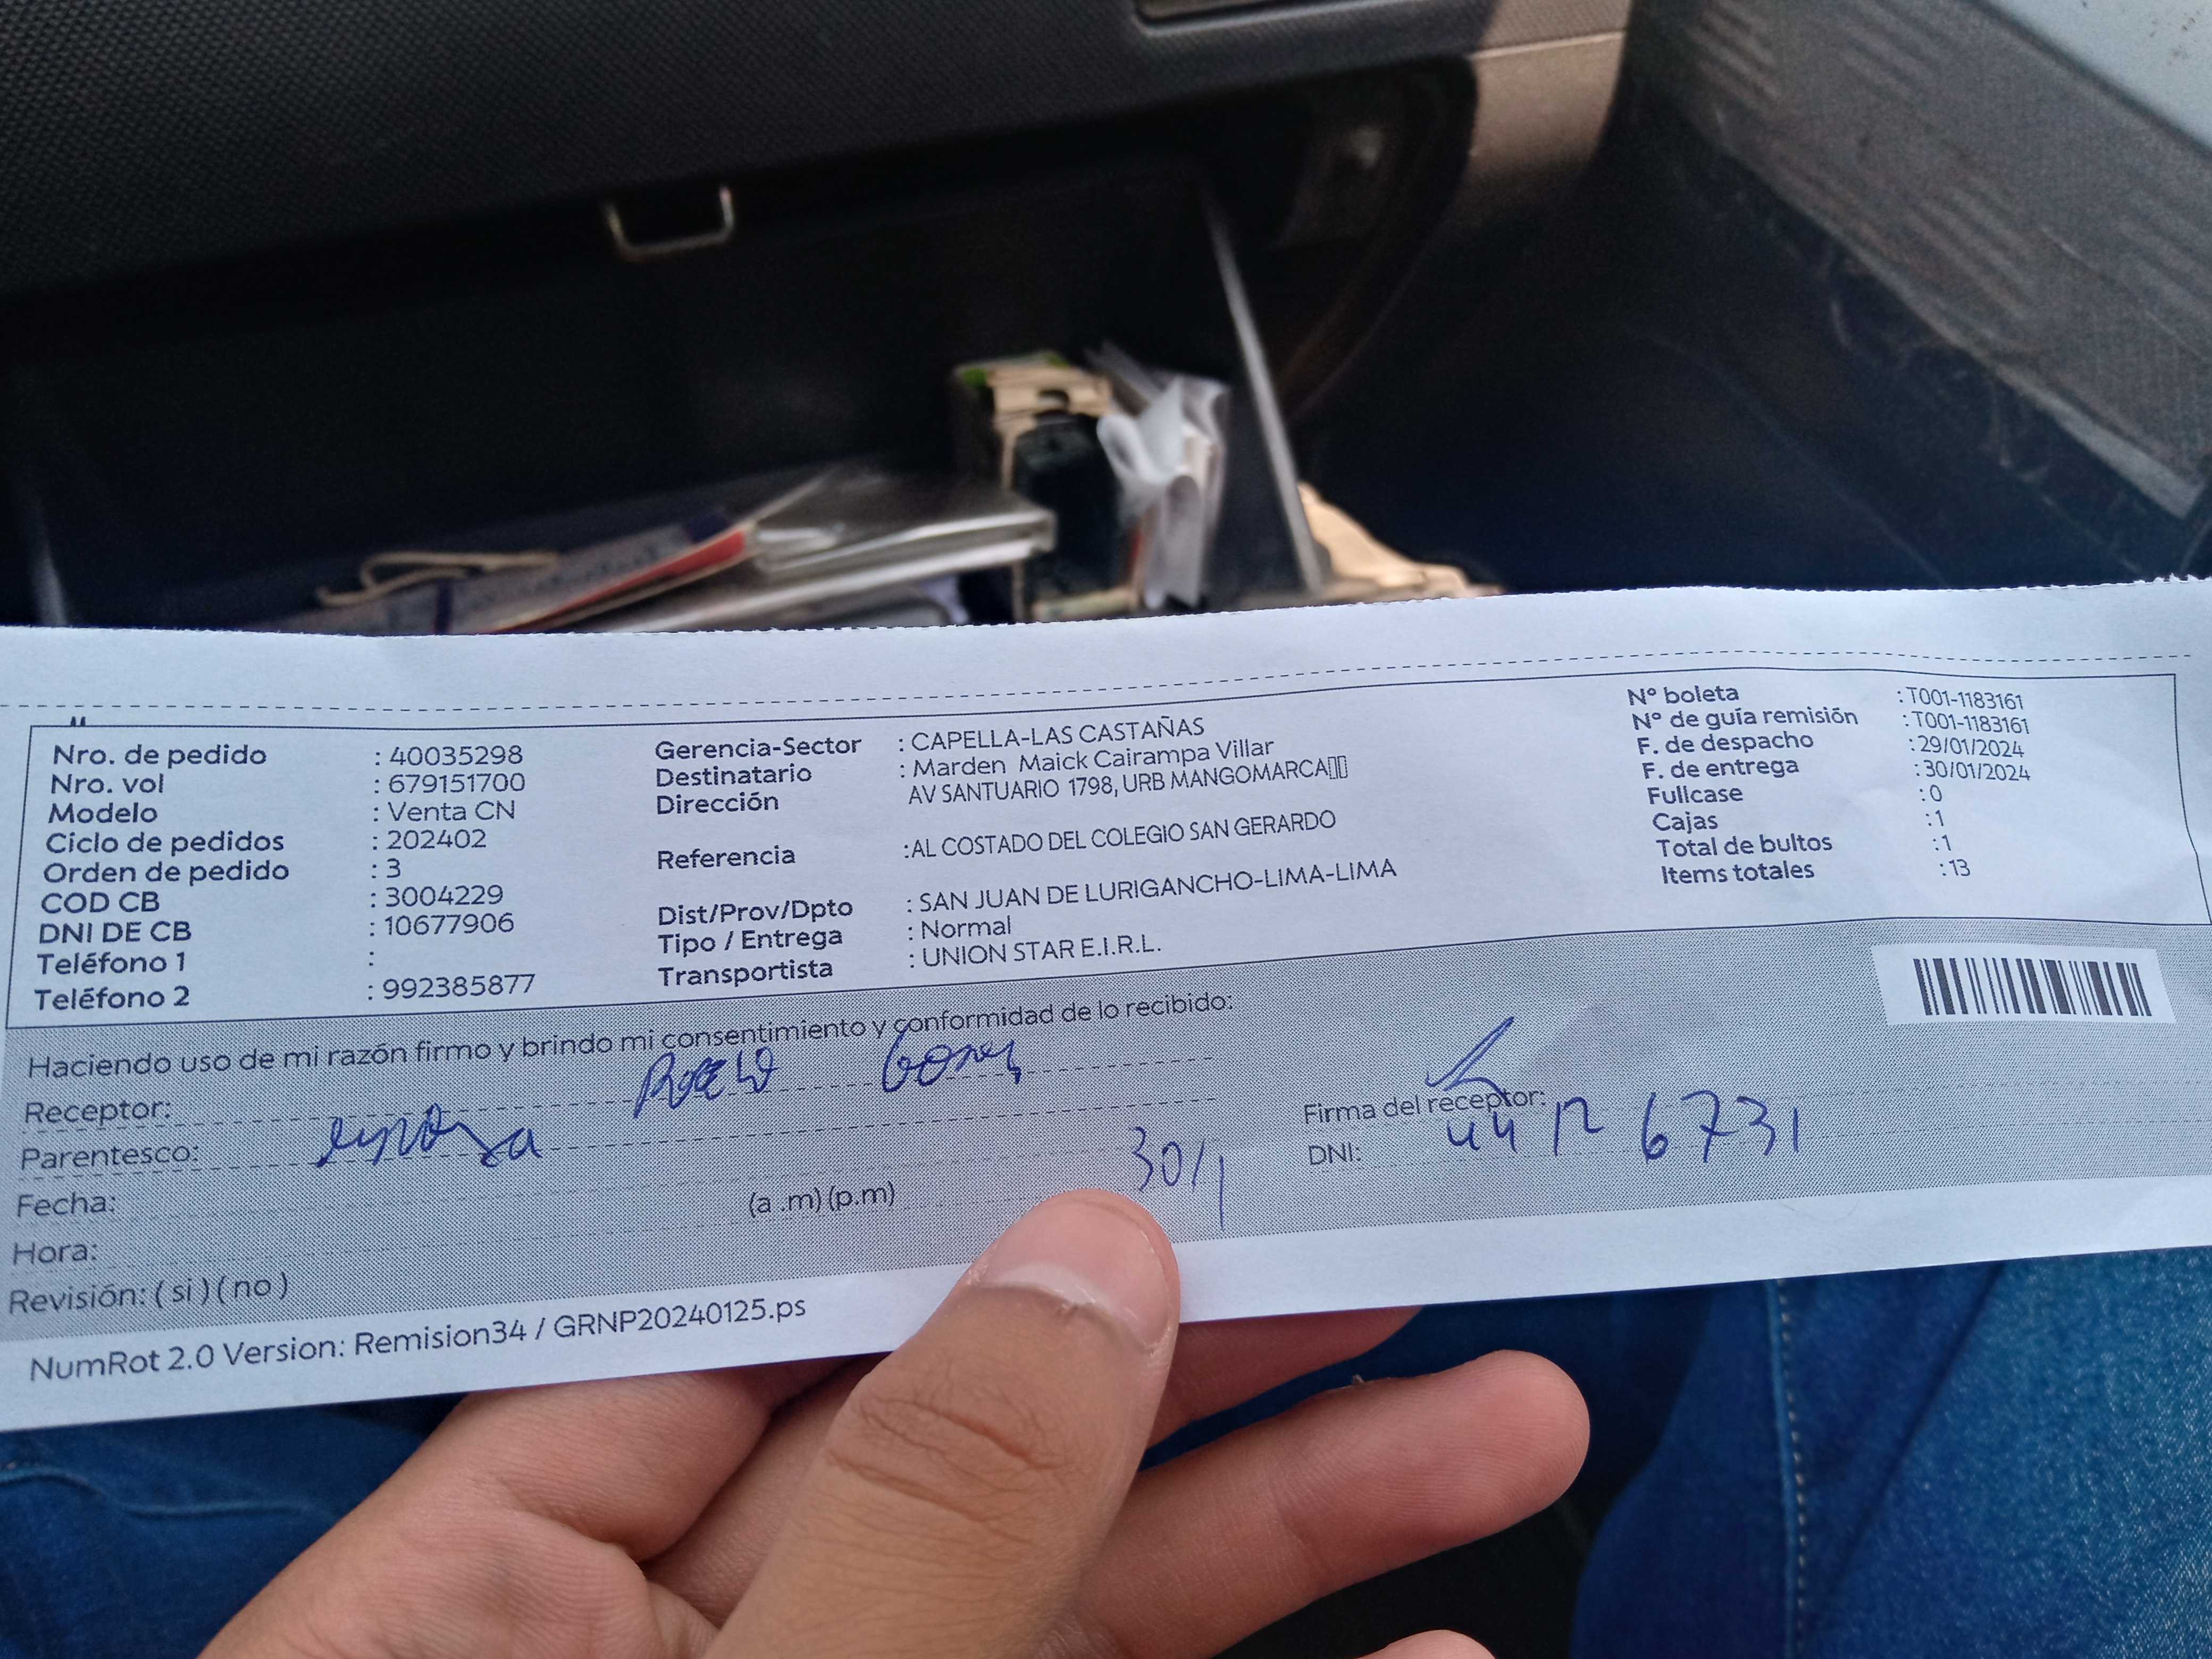 Nro. de pedido : 40035298
Nro. vol : 679151700
Modelo : Venta CN
Ciclo de pedidos : 202402
Orden de pedido : 3
COD CB : 3004229
DNI DE CB : 10677906
Teléfono 1 :
Teléfono 2 : 992385877
Gerencia-Sector : CAPELLA-LAS CASTAÑAS
Destinatario : Marden Maick Cairampa Villar
Dirección AV SANTUARIO 1798, URB MANGOMARCA
Referencia :AL COSTADO DEL COLEGIO SAN GERARDO
Dist/Prov/Dpto : SAN JUAN DE LURIGANCHO-LIMA-LIMA
Tipo / Entrega : Normal
Transportista : UNION STAR E.I.R.L.
N° boleta : T001-1183161
N° de guía remisión : T001-1183161
F. de despacho : 29/01/2024
F. de entrega : 30/01/2024
Fullcase : 0
Cajas : 1
Total de bultos : 1
Items totales : 13
Haciendo uso de mi razón firmo y brindo mi consentimiento y conformidad de lo recibido:
Receptor:
Parentesco: esposa
Fecha: 30/1
Hora: (a .m) (p.m)
Revisión: ( si ) ( no )
Firma del receptor:
DNI: 44126731
NumRot 2.0 Version: Remision34 / GRNP20240125.ps